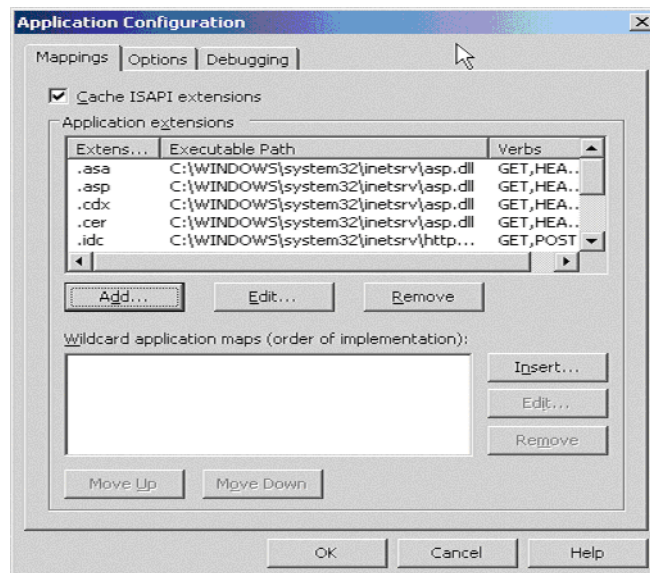 Application Configuration
Mappings Options Debugging
Cache ISAPI extensions
Application extensions
Extens... Executable Path Verbs
.asa C:\WINDOWS\system32\inetsrv\asp.dll GET,HEA..
.asp C:\WINDOWS\system32\inetsrv\asp.dll GET,HEA..
.cdx C:\WINDOWS\system32\inetsrv\asp.dll GET,HEA..
.cer C:\WINDOWS\system32\inetsrv\asp.dll GET,HEA..
.idc C:\WINDOWS\system32\inetsrv\http... GET,POST
Add... Edit... Remove
Wildcard application maps (order of implementation):
Insert...
Edit...
Remove
Move Up Move Down
OK Cancel Help